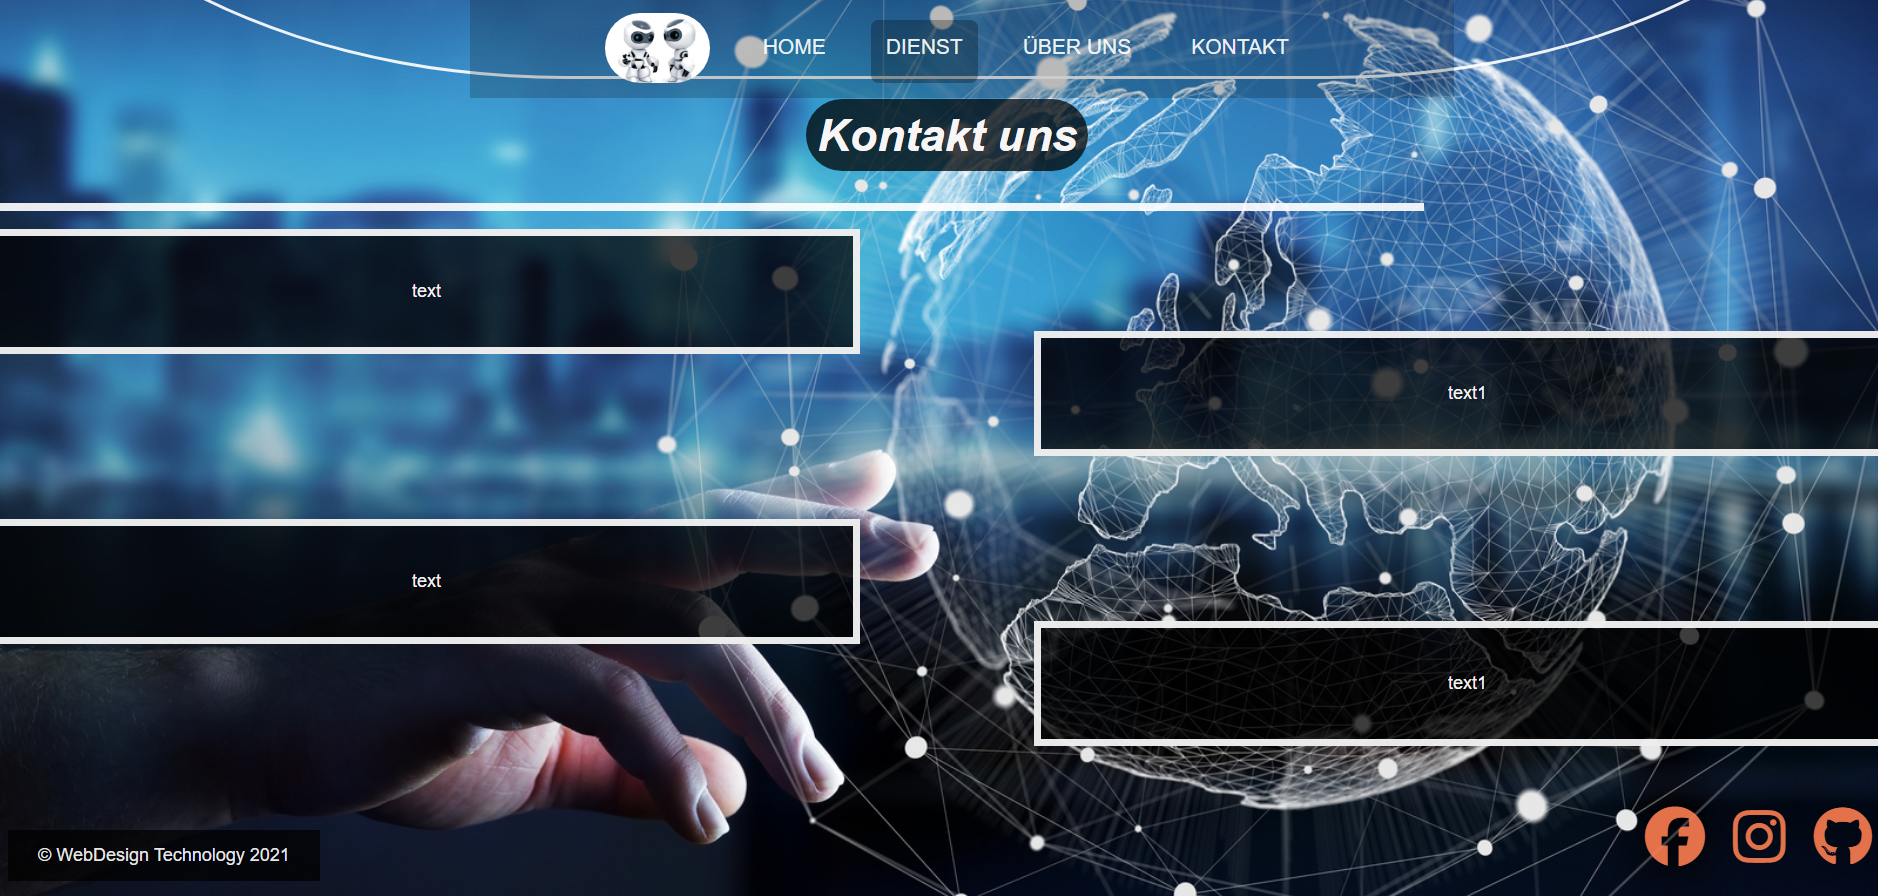 HOME DIENST ÜBER UNS KONTAKT
Kontakt uns
text
text1
text
text1
© WebDesign Technology 2021